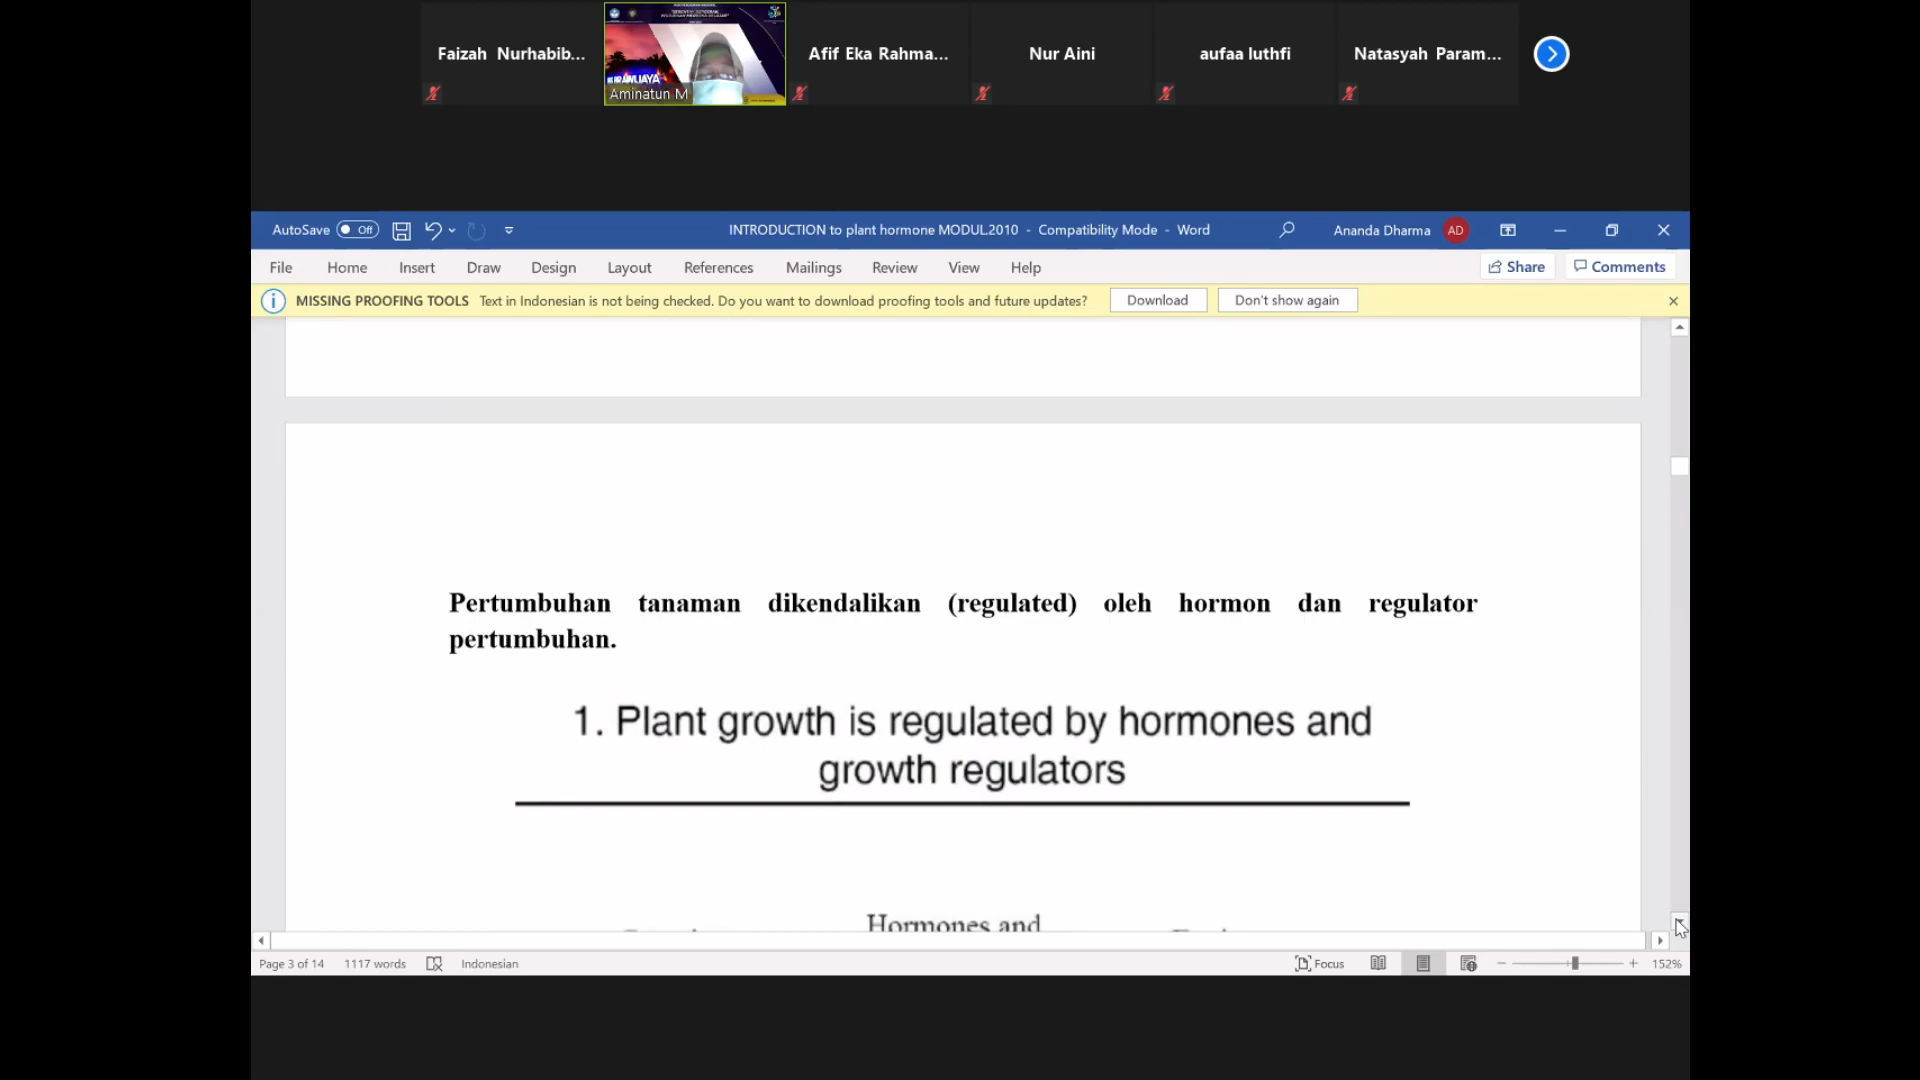 Faizah Nurhabib...
Aminatun M
Afif Eka Rahma...
Nur Aini
aufaa luthfi
Natasyah Param...
AutoSave Off
INTRODUCTION to plant hormone MODUL.2010 - Compatibility Mode - Word
Ananda Dharma AD
File Home Insert Draw Design Layout References Mailings Review View Help
Share Comments
MISSING PROOFING TOOLS Text in Indonesian is not being checked. Do you want to download proofing tools and future updates? Download Don't show again
Pertumbuhan tanaman dikendalikan (regulated) oleh hormon dan regulator
pertumbuhan.
1. Plant growth is regulated by hormones and
growth regulators
Hormones and
Page 3 of 14 1117 words Indonesian Focus 152%